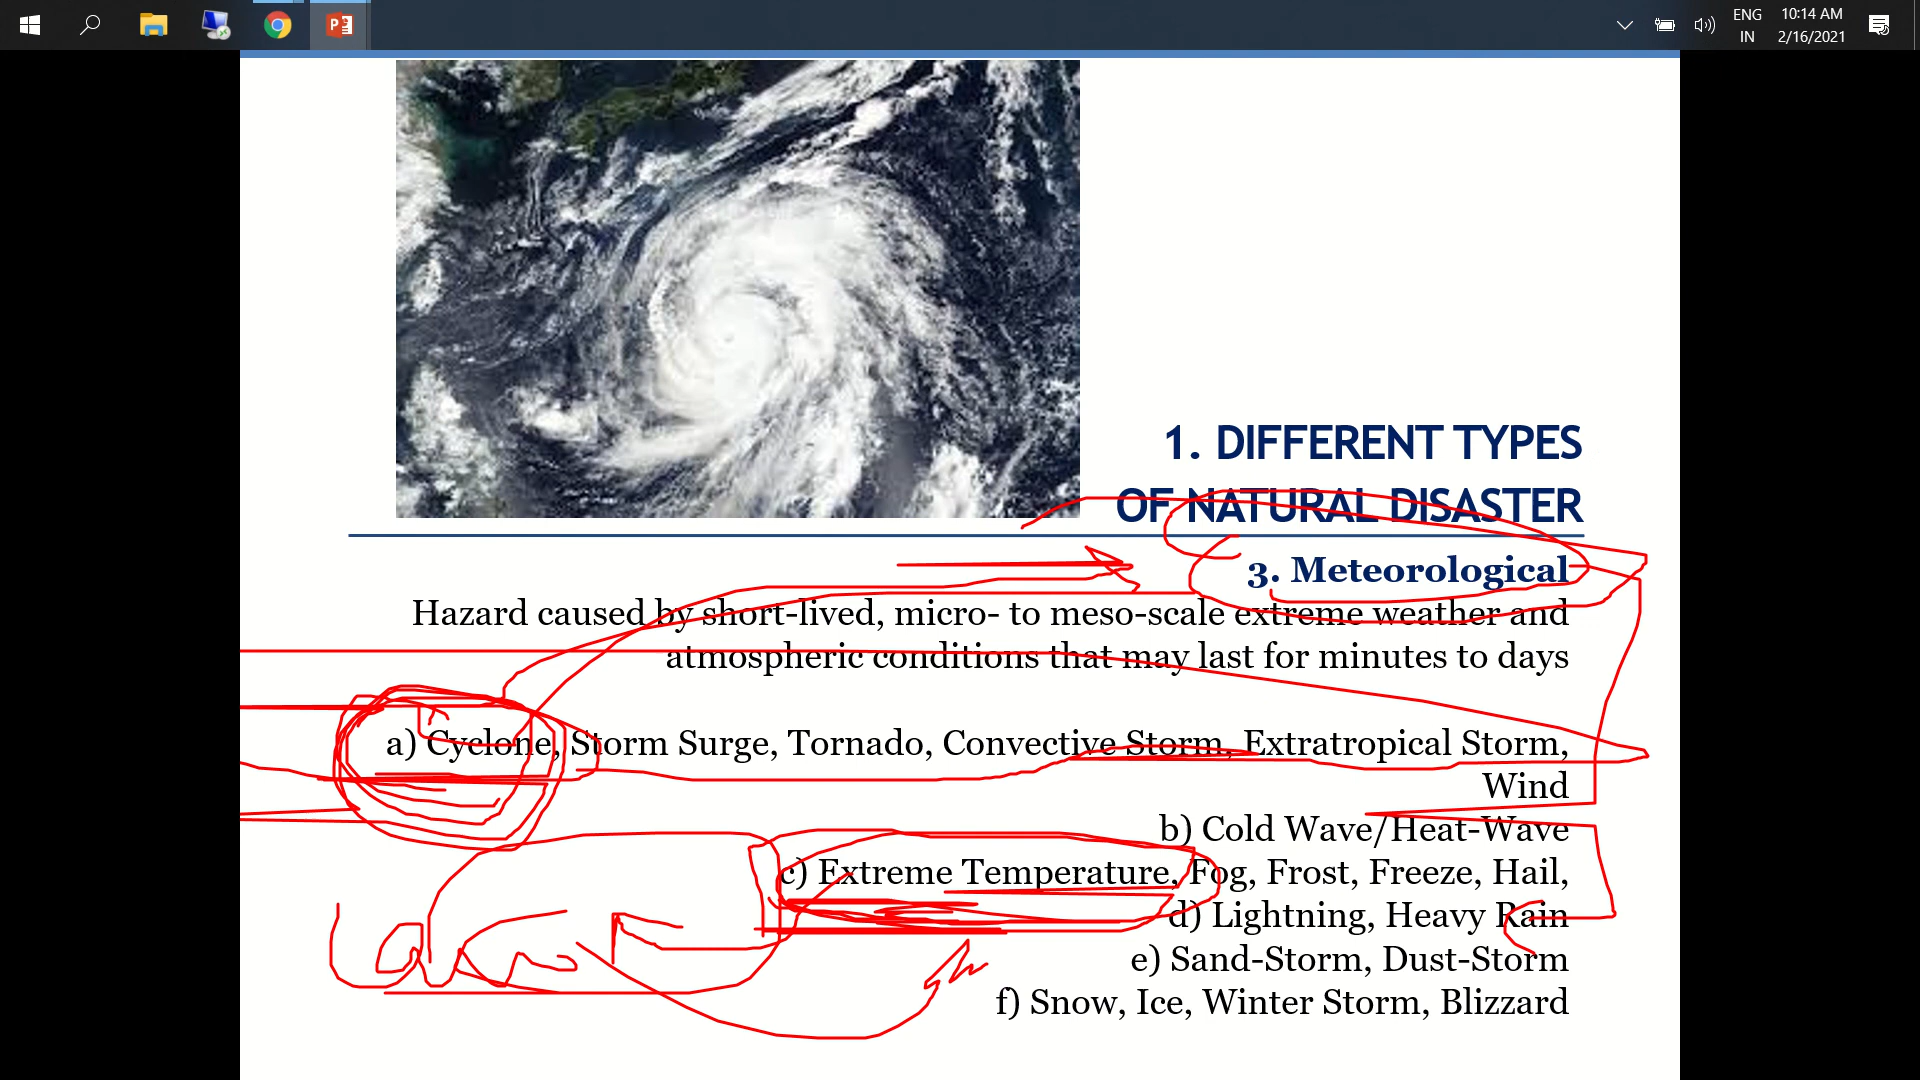 ENG
IN
10:14 AM
2/16/2021
1. DIFFERENT TYPES
OF NATURAL DISASTER
3. Meteorological
Hazard caused by short-lived, micro- to meso-scale extreme weather and
atmospheric conditions that may last for minutes to days
a) Cyclone, Storm Surge, Tornado, Convective Storm, Extratropical Storm,
Wind
b) Cold Wave/Heat-Wave
c) Extreme Temperature, Fog, Frost, Freeze, Hail,
d) Lightning, Heavy Rain
e) Sand-Storm, Dust-Storm
f) Snow, Ice, Winter Storm, Blizzard